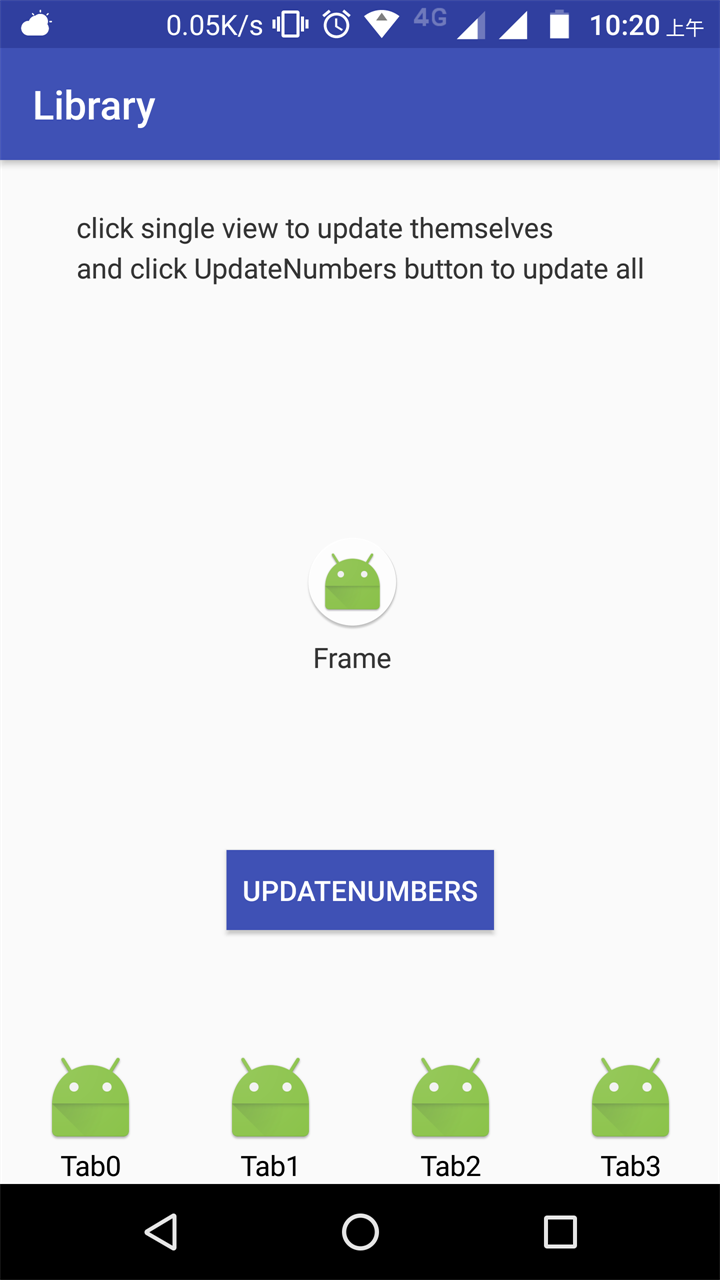 0.05K/s 4G 10:20 上午
Library
click single view to update themselves
and click UpdateNumbers button to update all
Frame
UPDATENUMBERS
Tab0 Tab1 Tab2 Tab3